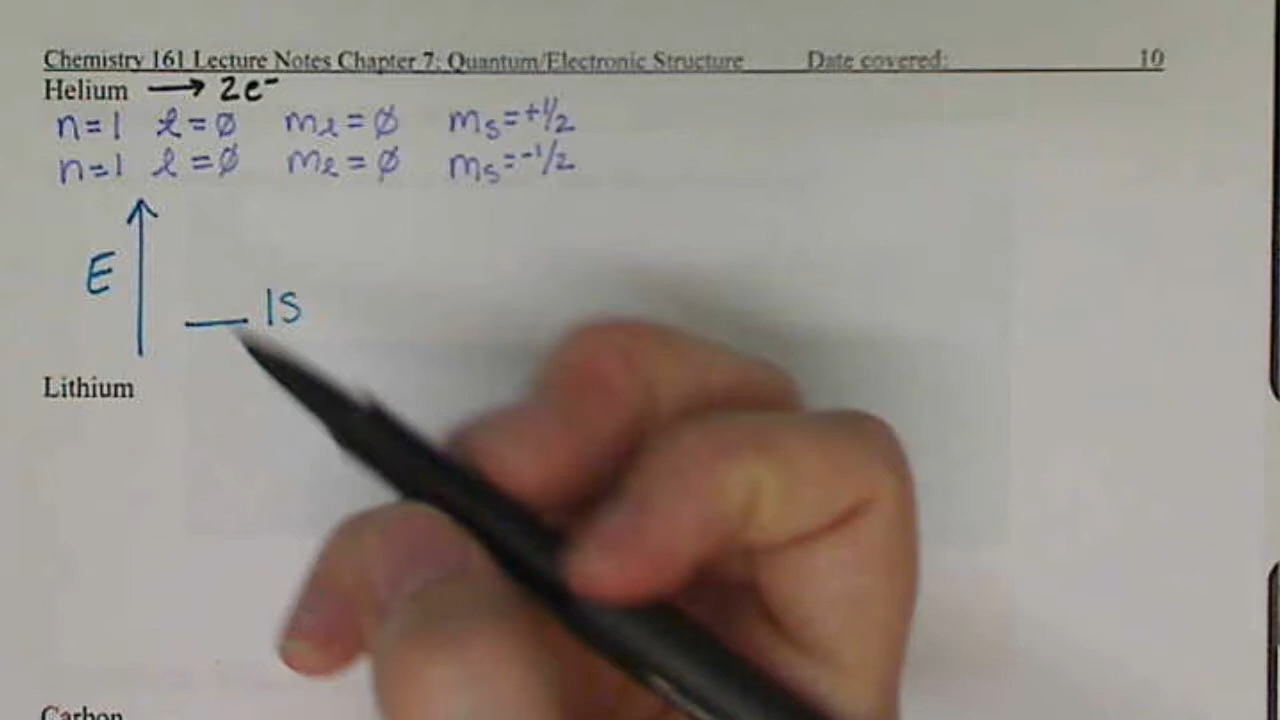 Chemistry 161 Lecture Notes Chapter 7: Quantum/Electronic Structure Date covered: 10
Helium → 2e⁻
n=1 ℓ=∅ mℓ=∅ ms=+1/2
n=1 ℓ=∅ mℓ=∅ ms=-1/2
E 1s
Lithium
Carbon